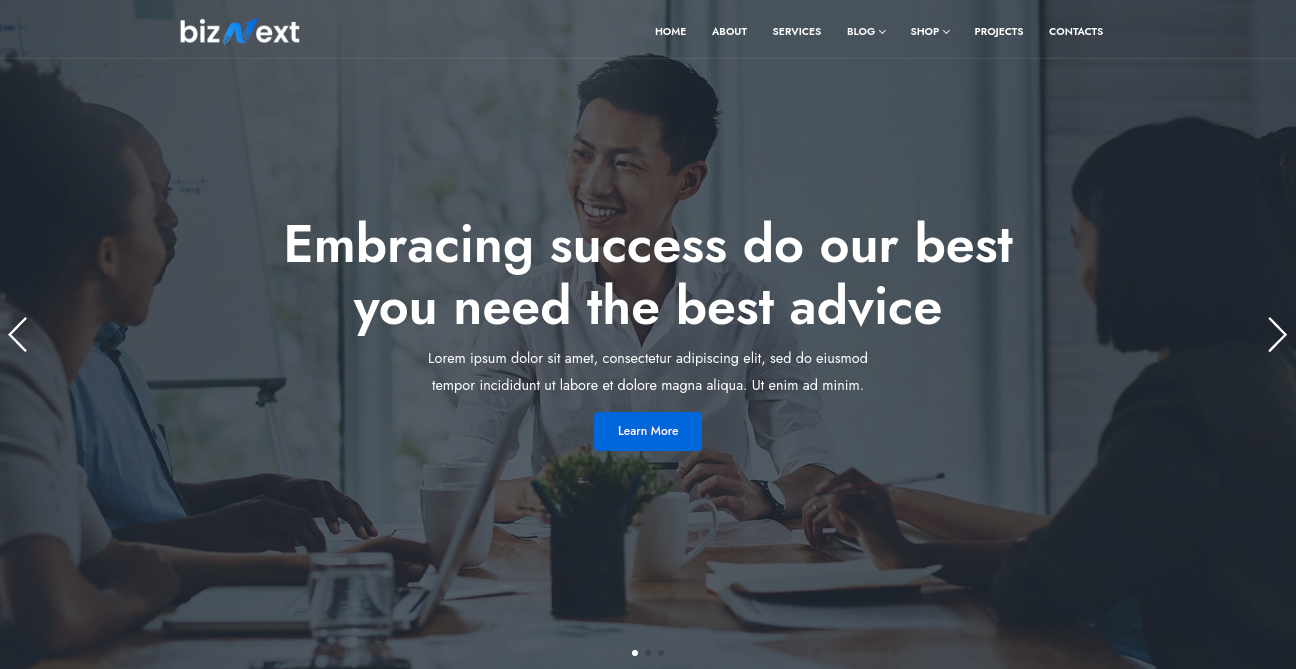 bizNext
HOME ABOUT SERVICES BLOG SHOP PROJECTS CONTACTS
Embracing success do our best
you need the best advice
Lorem ipsum dolor sit amet, consectetur adipiscing elit, sed do eiusmod
tempor incididunt ut labore et dolore magna aliqua. Ut enim ad minim.
Learn More